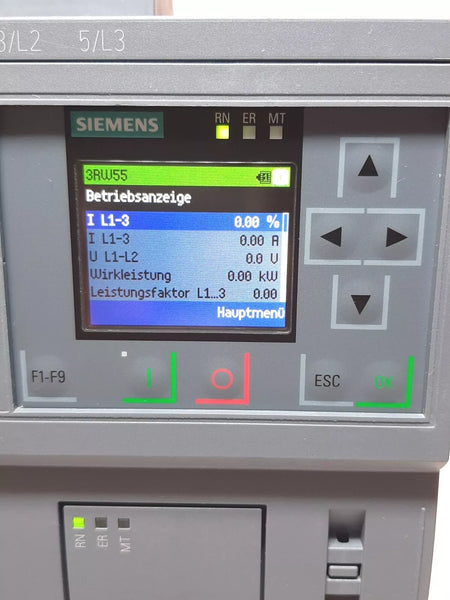 3/L2 5/L3
SIEMENS
RN ER MT
3RW55
Betriebsanzeige
I L1-3 0.00 %
I L1-3 0.00 A
U L1-L2 0.0 V
Wirkleistung 0.00 kW
Leistungsfaktor L1...3 0.00
Hauptmenü
F1-F9
I
O
ESC
OK
RN
ER
MT